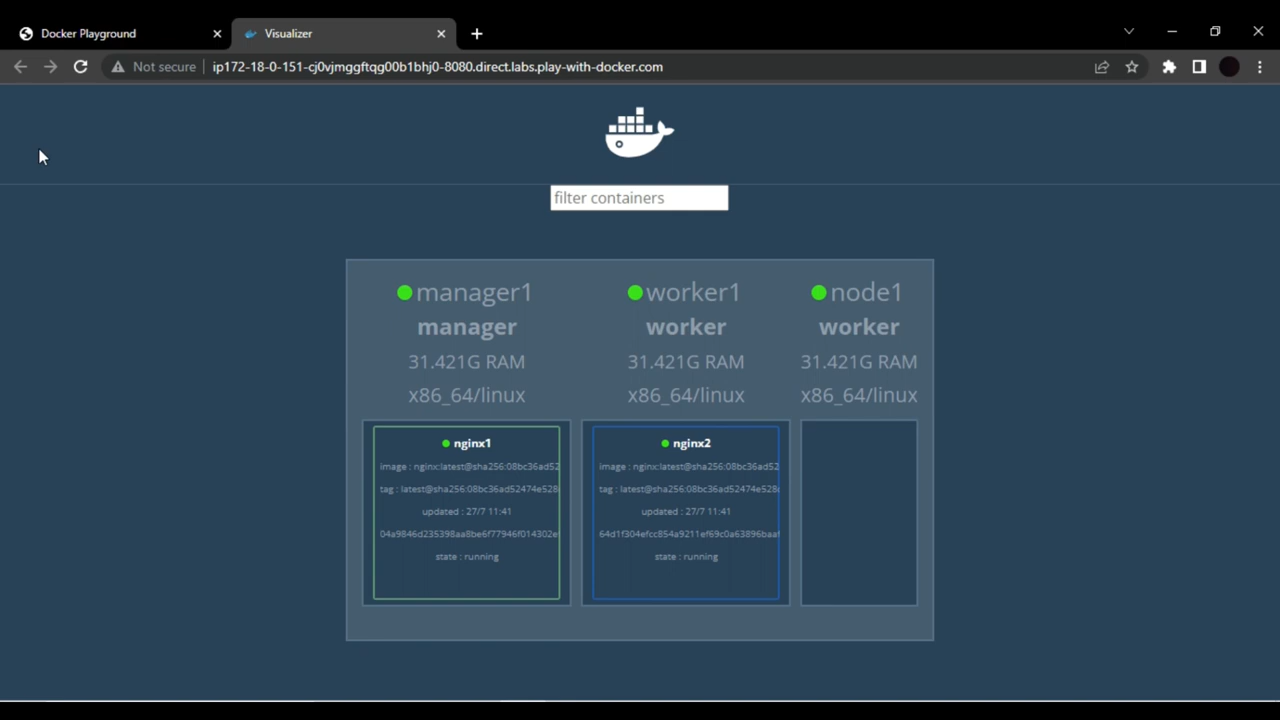 Docker Playground
Visualizer
Not secure
ip172-18-0-151-cj0vjmggftqg00b1bhj0-8080.direct.labs.play-with-docker.com
filter containers
manager1
manager
31.421G RAM
x86_64/linux
worker1
worker
31.421G RAM
x86_64/linux
node1
worker
31.421G RAM
x86_64/linux
nginx1
image : nginx:latest@sha256:08bc36ad52
tag : latest@sha256:08bc36ad52474e528
updated : 27/7 11:41
04a9846d235398aa8be6f77946f014302e
state : running
nginx2
image : nginx:latest@sha256:08bc36ad52
tag : latest@sha256:08bc36ad52474e528
updated : 27/7 11:41
64d1f304efcc854a9211ef69c0a63896baa
state : running